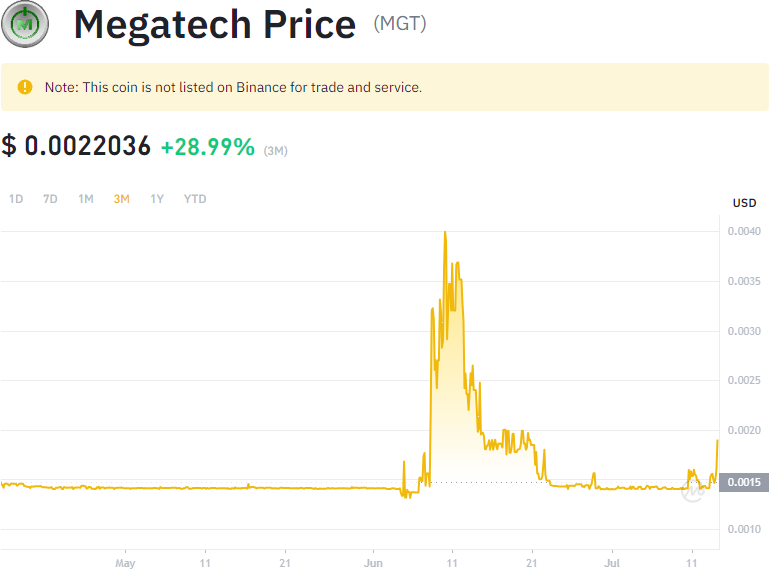 Megatech Price (MGT)
Note: This coin is not listed on Binance for trade and service.
$ 0.0022036 +28.99% (3M)
1D 7D 1M 3M 1Y YTD
USD
0.0040
0.0035
0.0030
0.0025
0.0020
0.0015
0.0010
May 11 21 Jun 11 21 Jul 11